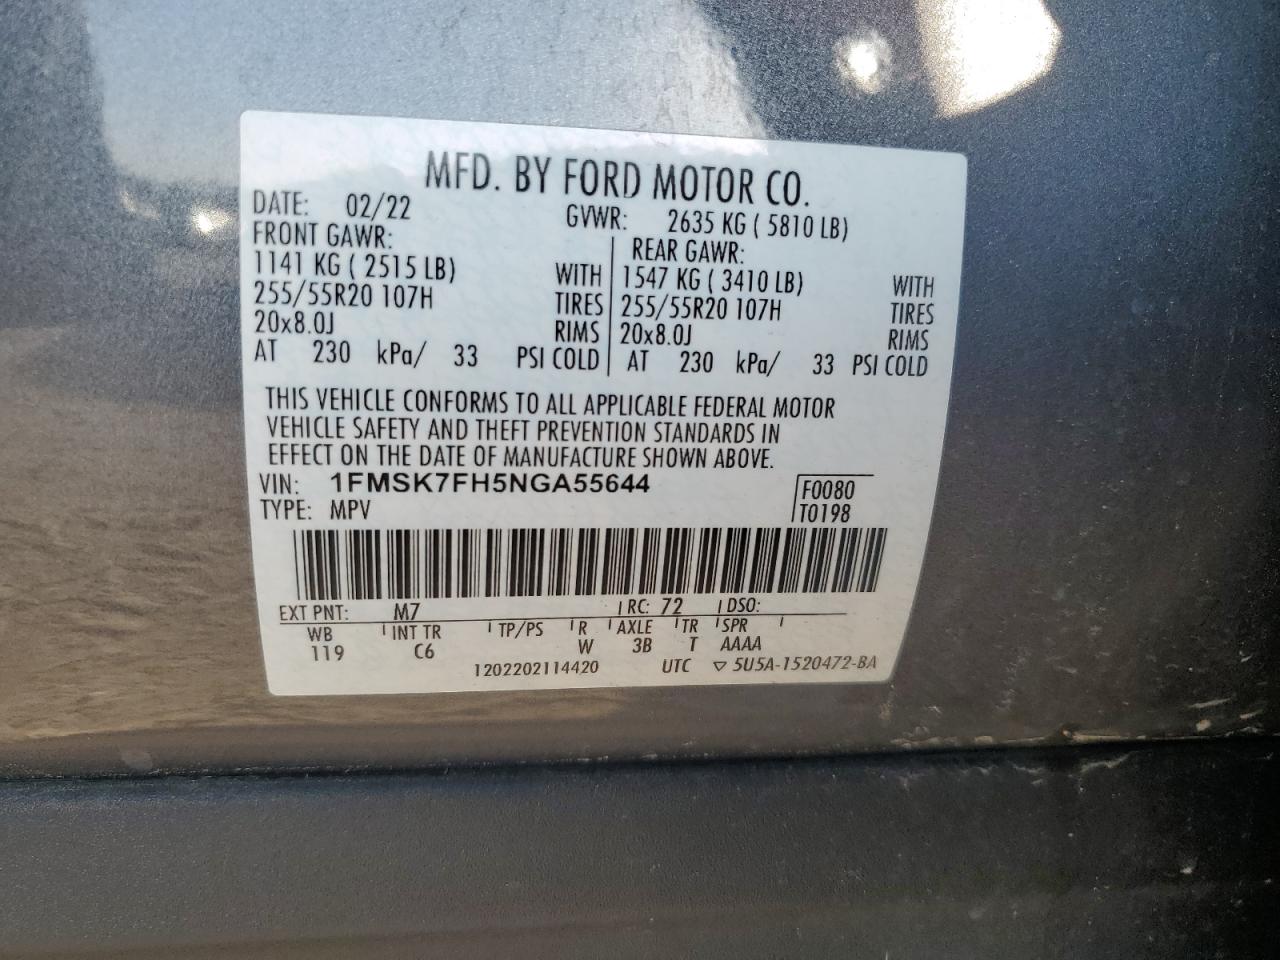 MFD. BY FORD MOTOR CO.
DATE: 02/22 GVWR: 2635 KG ( 5810 LB)
FRONT GAWR: REAR GAWR:
1141 KG ( 2515 LB) WITH 1547 KG ( 3410 LB) WITH
255/55R20 107H TIRES 255/55R20 107H TIRES
20x8.0J RIMS 20x8.0J RIMS
AT 230 kPa/ 33 PSI COLD AT 230 kPa/ 33 PSI COLD
THIS VEHICLE CONFORMS TO ALL APPLICABLE FEDERAL MOTOR
VEHICLE SAFETY AND THEFT PREVENTION STANDARDS IN
EFFECT ON THE DATE OF MANUFACTURE SHOWN ABOVE.
VIN: 1FMSK7FH5NGA55644 F0080
TYPE: MPV T0198
EXT PNT: M7 RC: 72 DSO:
WB INT TR TP/PS R AXLE TR SPR
119 C6 W 3B T AAAA
1202202114420 UTC ▽ 5U5A-1520472-BA